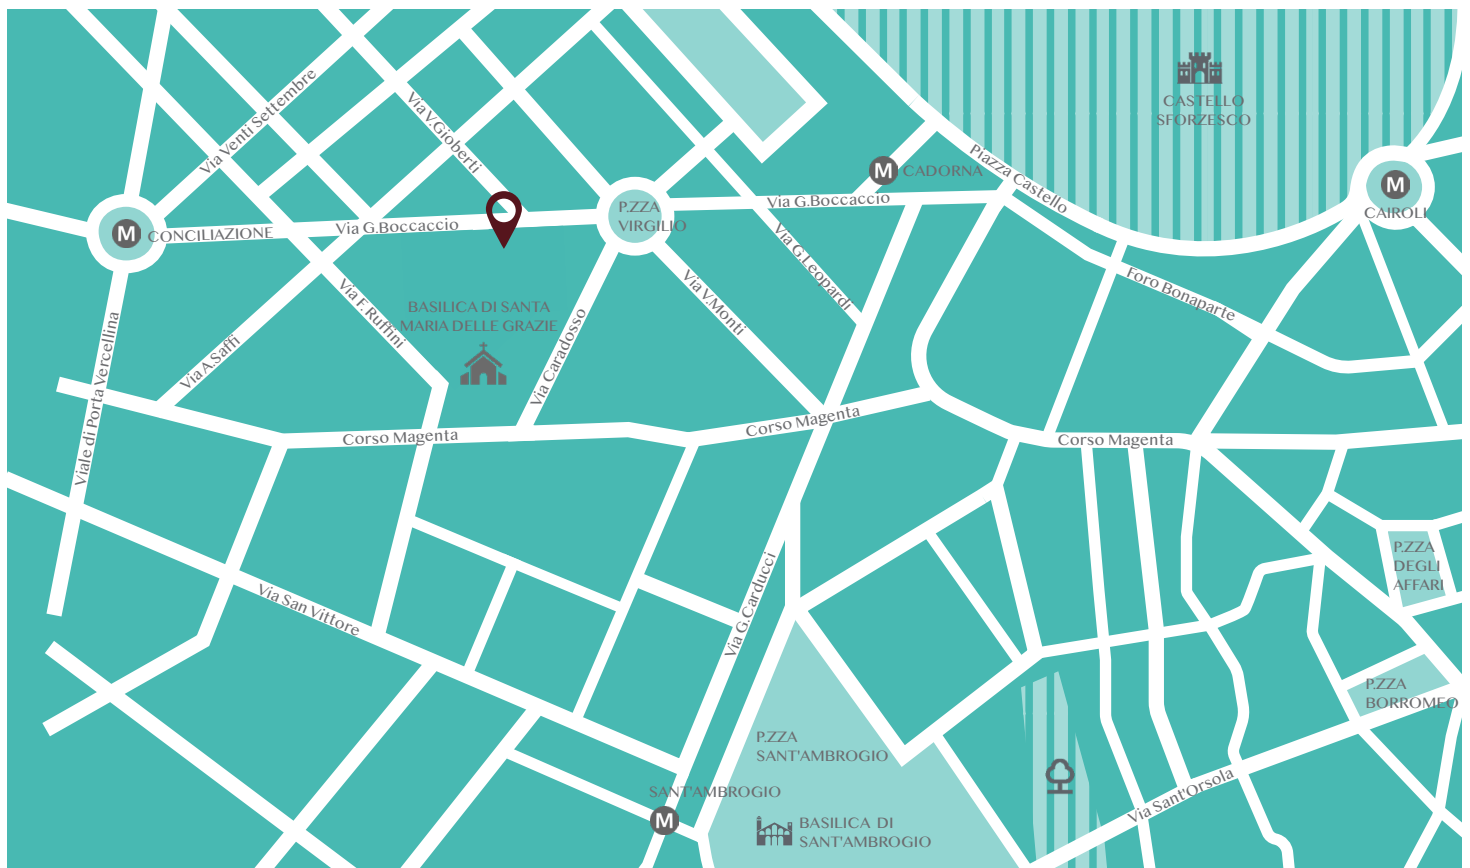 CASTELLO
SFORZESCO
Via Venti Settembre
Via V.Gioberti
M
CADORNA
Piazza Castello
M
CAIROLI
Via G.Boccaccio
P.ZZA
VIRGILIO
M
CONCILIAZIONE
Via G.Boccaccio
Via G.Leopardi
Foro Bonaparte
Via F.Ruffini
BASILICA DI SANTA
MARIA DELLE GRAZIE
Via V.Monti
Via Caradosso
Via A.Saffi
Viale di Porta Vercellina
Corso Magenta
Corso Magenta
Corso Magenta
P.ZZA
DEGLI
AFFARI
Via San Vittore
Via G.Carducci
P.ZZA
BORROMEO
P.ZZA
SANT'AMBROGIO
Via Sant'Orsola
SANT'AMBROGIO
M
BASILICA DI
SANT'AMBROGIO